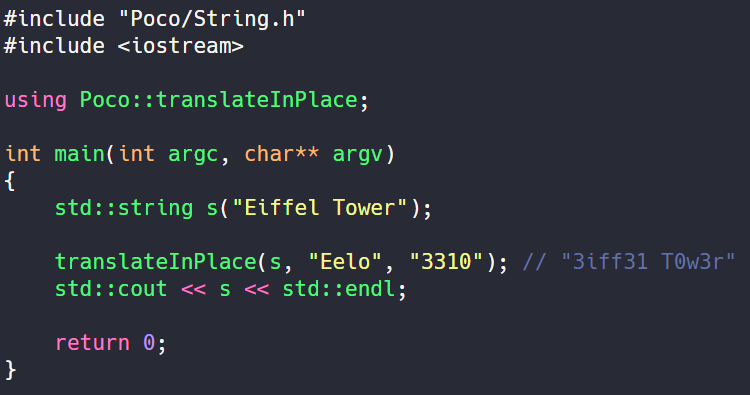 #include "Poco/String.h"
#include <iostream>
using Poco::translateInPlace;
int main(int argc, char** argv)
{
std::string s("Eiffel Tower");
translateInPlace(s, "Eelo", "3310"); // "3iff31 T0w3r"
std::cout << s << std::endl;
return 0;
}